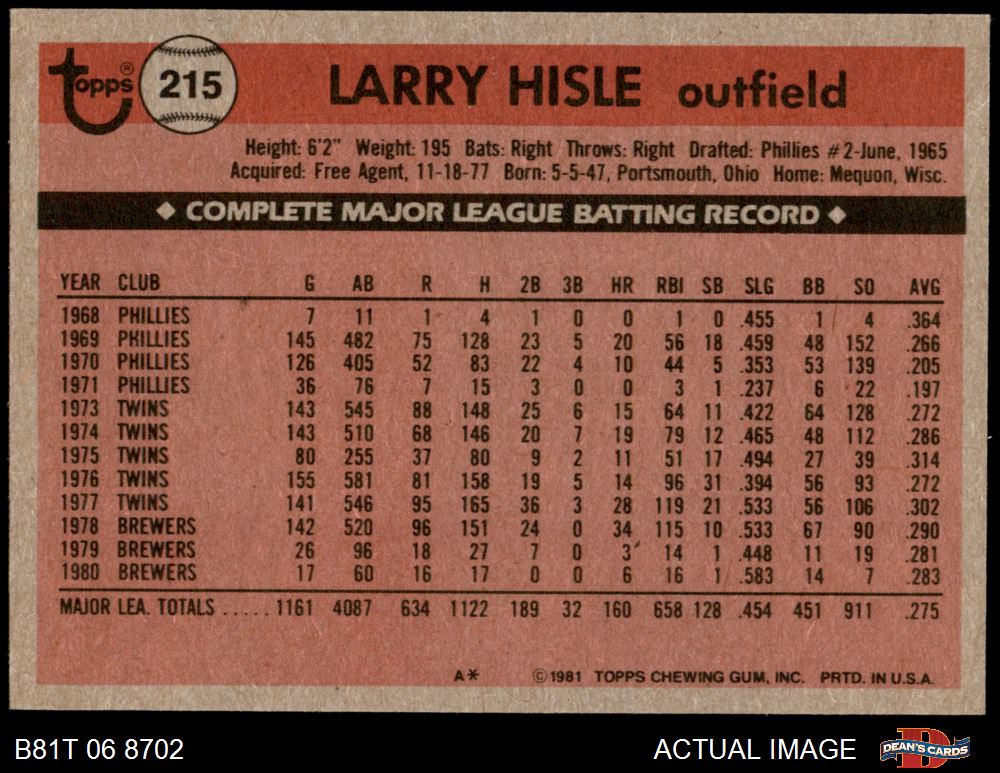 Topps® 215 LARRY HISLE outfield
Height: 6'2" Weight: 195 Bats: Right Throws: Right Drafted: Phillies #2-June, 1965
Acquired: Free Agent, 11-18-77 Born: 5-5-47, Portsmouth, Ohio Home: Mequon, Wisc.
◆ COMPLETE MAJOR LEAGUE BATTING RECORD ◆
YEAR CLUB G AB R H 2B 3B HR RBI SB SLG BB SO AVG
1968 PHILLIES 7 11 1 4 1 0 0 1 0 .455 1 4 .364
1969 PHILLIES 145 482 75 128 23 5 20 56 18 .459 48 152 .266
1970 PHILLIES 126 405 52 83 22 4 10 44 5 .353 53 139 .205
1971 PHILLIES 36 76 7 15 3 0 0 3 1 .237 6 22 .197
1973 TWINS 143 545 88 148 25 6 15 64 11 .422 64 128 .272
1974 TWINS 143 510 68 146 20 7 19 79 12 .465 48 112 .286
1975 TWINS 80 255 37 80 9 2 11 51 17 .494 27 39 .314
1976 TWINS 155 581 81 158 19 5 14 96 31 .394 56 93 .272
1977 TWINS 141 546 95 165 36 3 28 119 21 .533 56 106 .302
1978 BREWERS 142 520 96 151 24 0 34 115 10 .533 67 90 .290
1979 BREWERS 26 96 18 27 7 0 3 14 1 .448 11 19 .281
1980 BREWERS 17 60 16 17 0 0 6 16 1 .583 14 7 .283
MAJOR LEA. TOTALS ..... 1161 4087 634 1122 189 32 160 658 128 .454 451 911 .275
A* ©1981 TOPPS CHEWING GUM, INC. PRTD. IN U.S.A.
B81T 06 8702 ACTUAL IMAGE DEAN'S CARDS